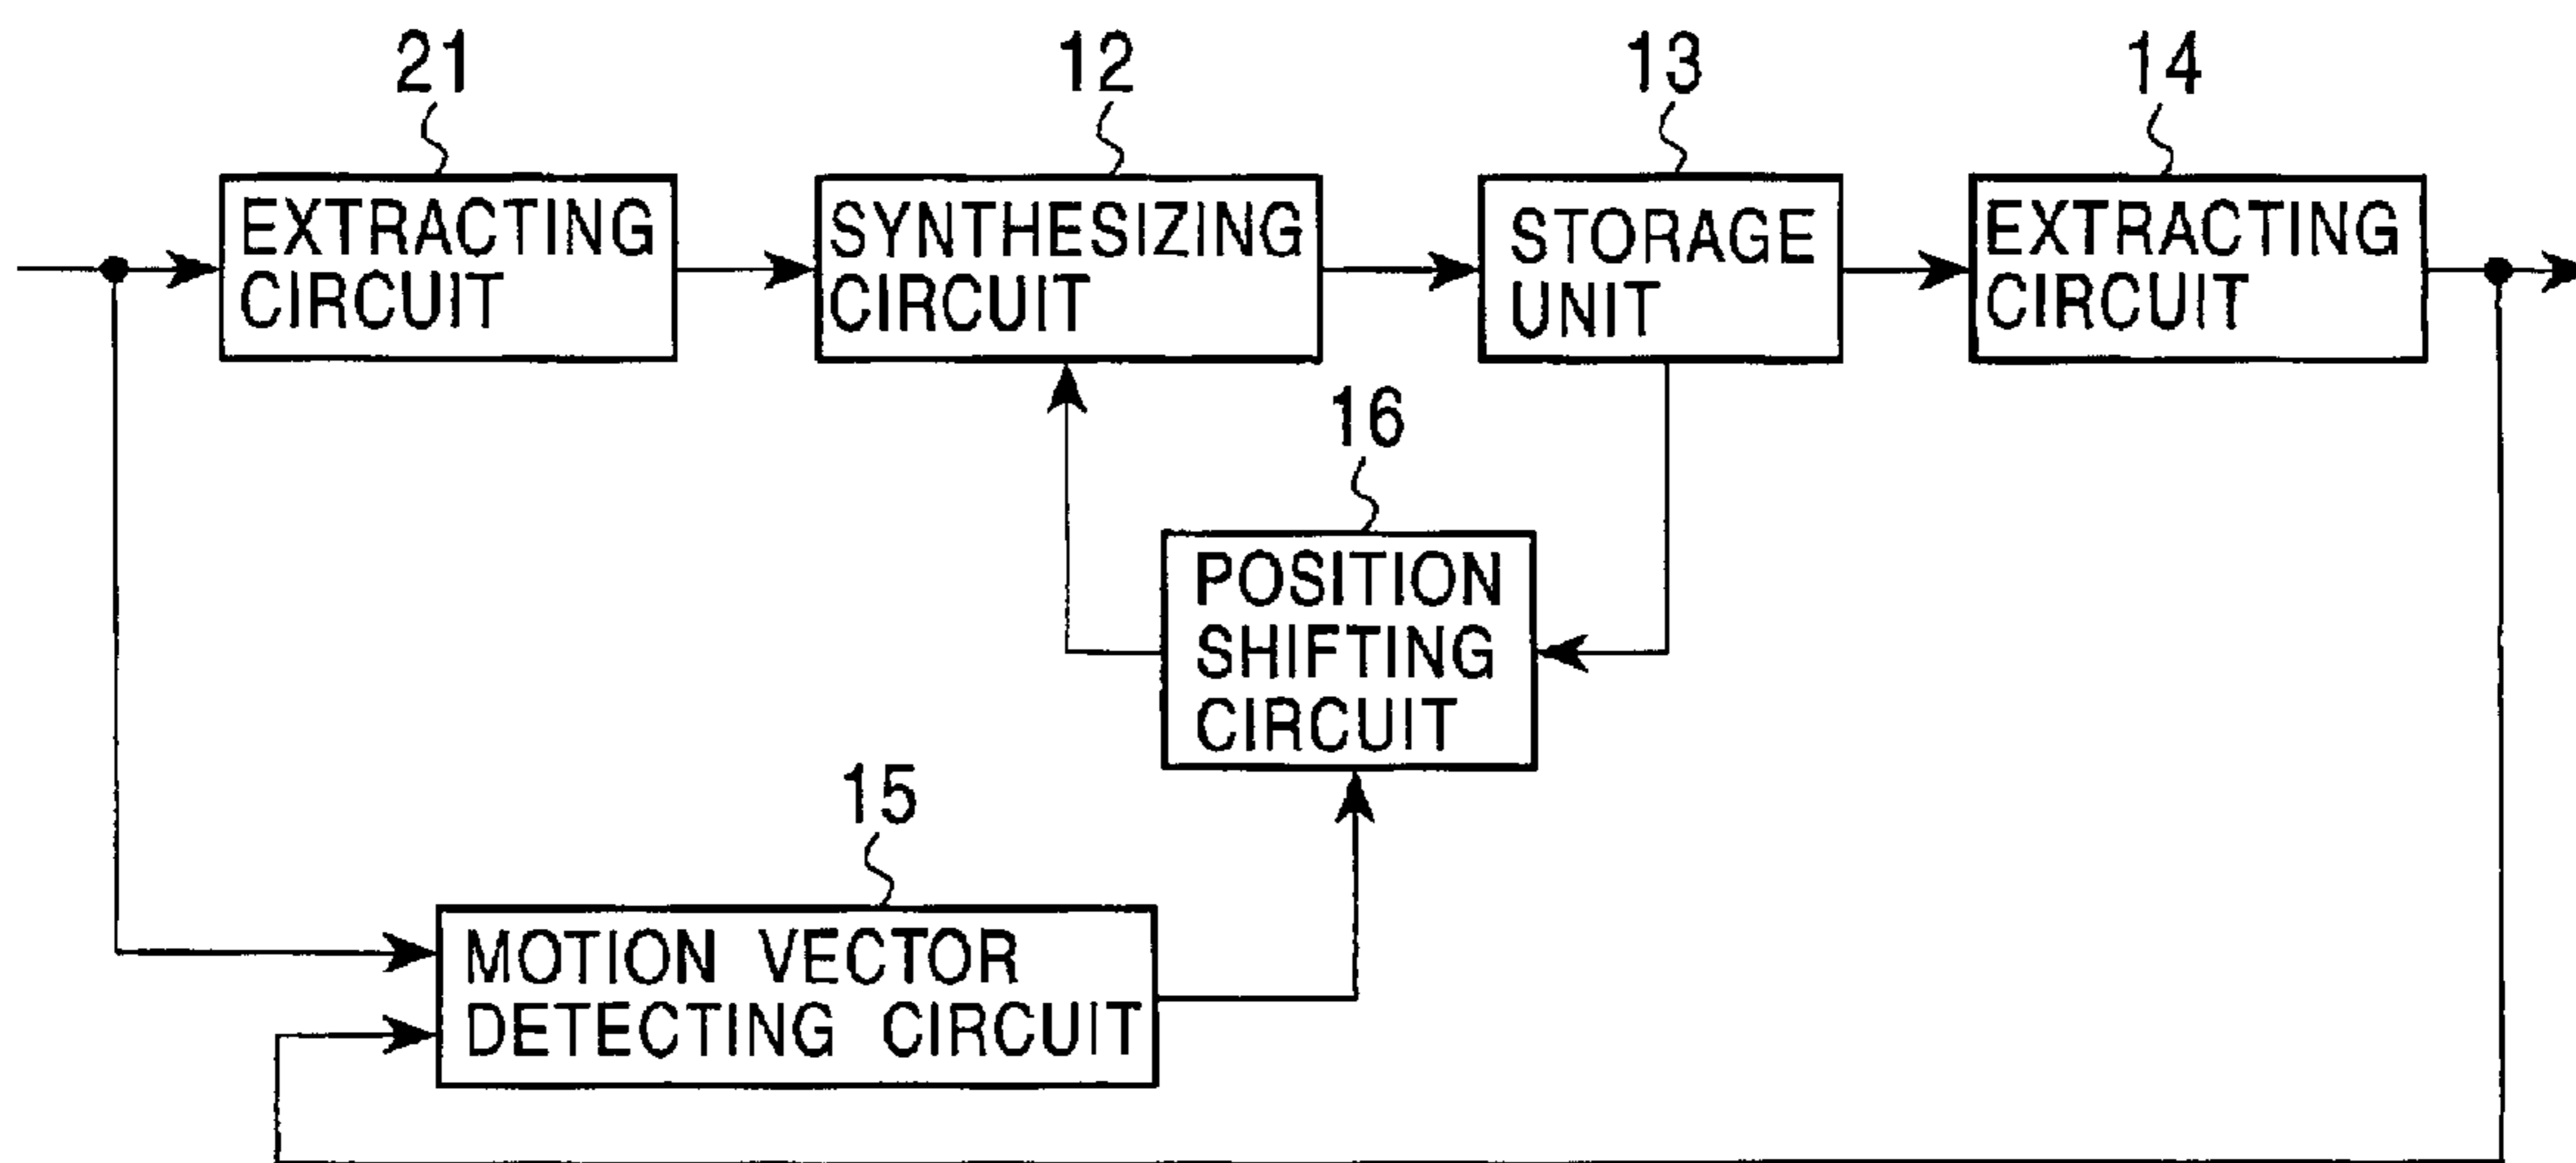 21
12
13
14
EXTRACTING
CIRCUIT
SYNTHESIZING
CIRCUIT
STORAGE
UNIT
EXTRACTING
CIRCUIT
16
POSITION
SHIFTING
CIRCUIT
15
MOTION VECTOR
DETECTING CIRCUIT